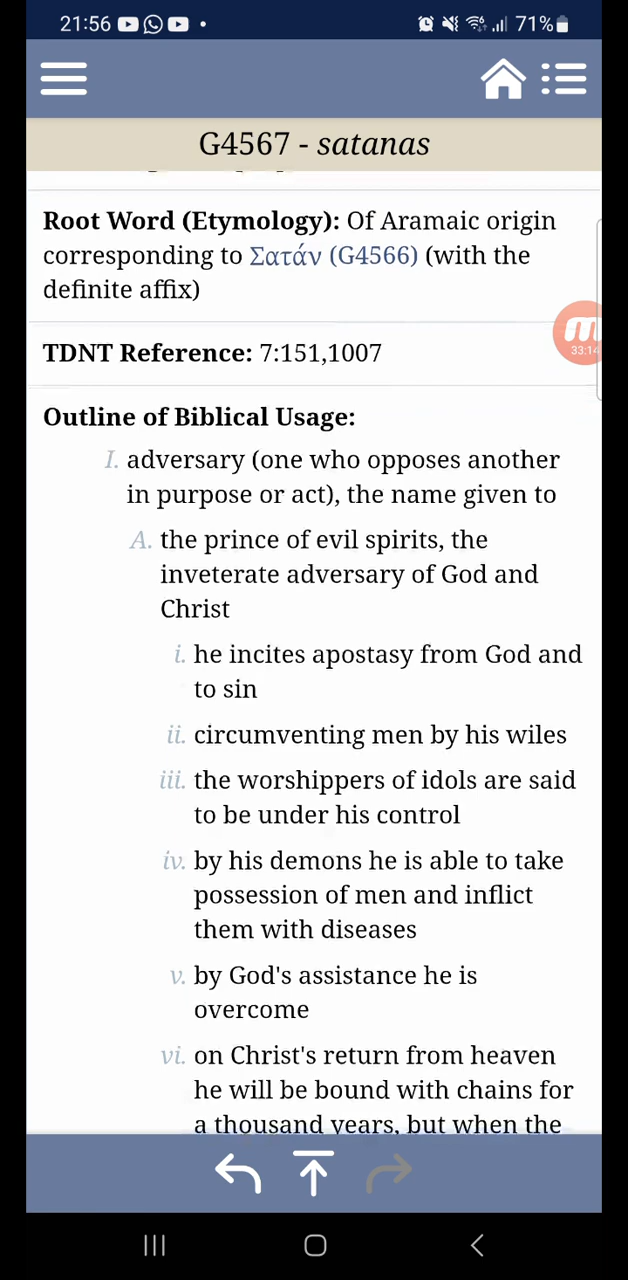 21:56 71%
G4567 - satanas
Root Word (Etymology): Of Aramaic origin
corresponding to Σατάν (G4566) (with the
definite affix)
TDNT Reference: 7:151,1007
33:14
Outline of Biblical Usage:
I. adversary (one who opposes another
in purpose or act), the name given to
A. the prince of evil spirits, the
inveterate adversary of God and
Christ
i. he incites apostasy from God and
to sin
ii. circumventing men by his wiles
iii. the worshippers of idols are said
to be under his control
iv. by his demons he is able to take
possession of men and inflict
them with diseases
v. by God's assistance he is
overcome
vi. on Christ's return from heaven
he will be bound with chains for
a thousand years, but when the